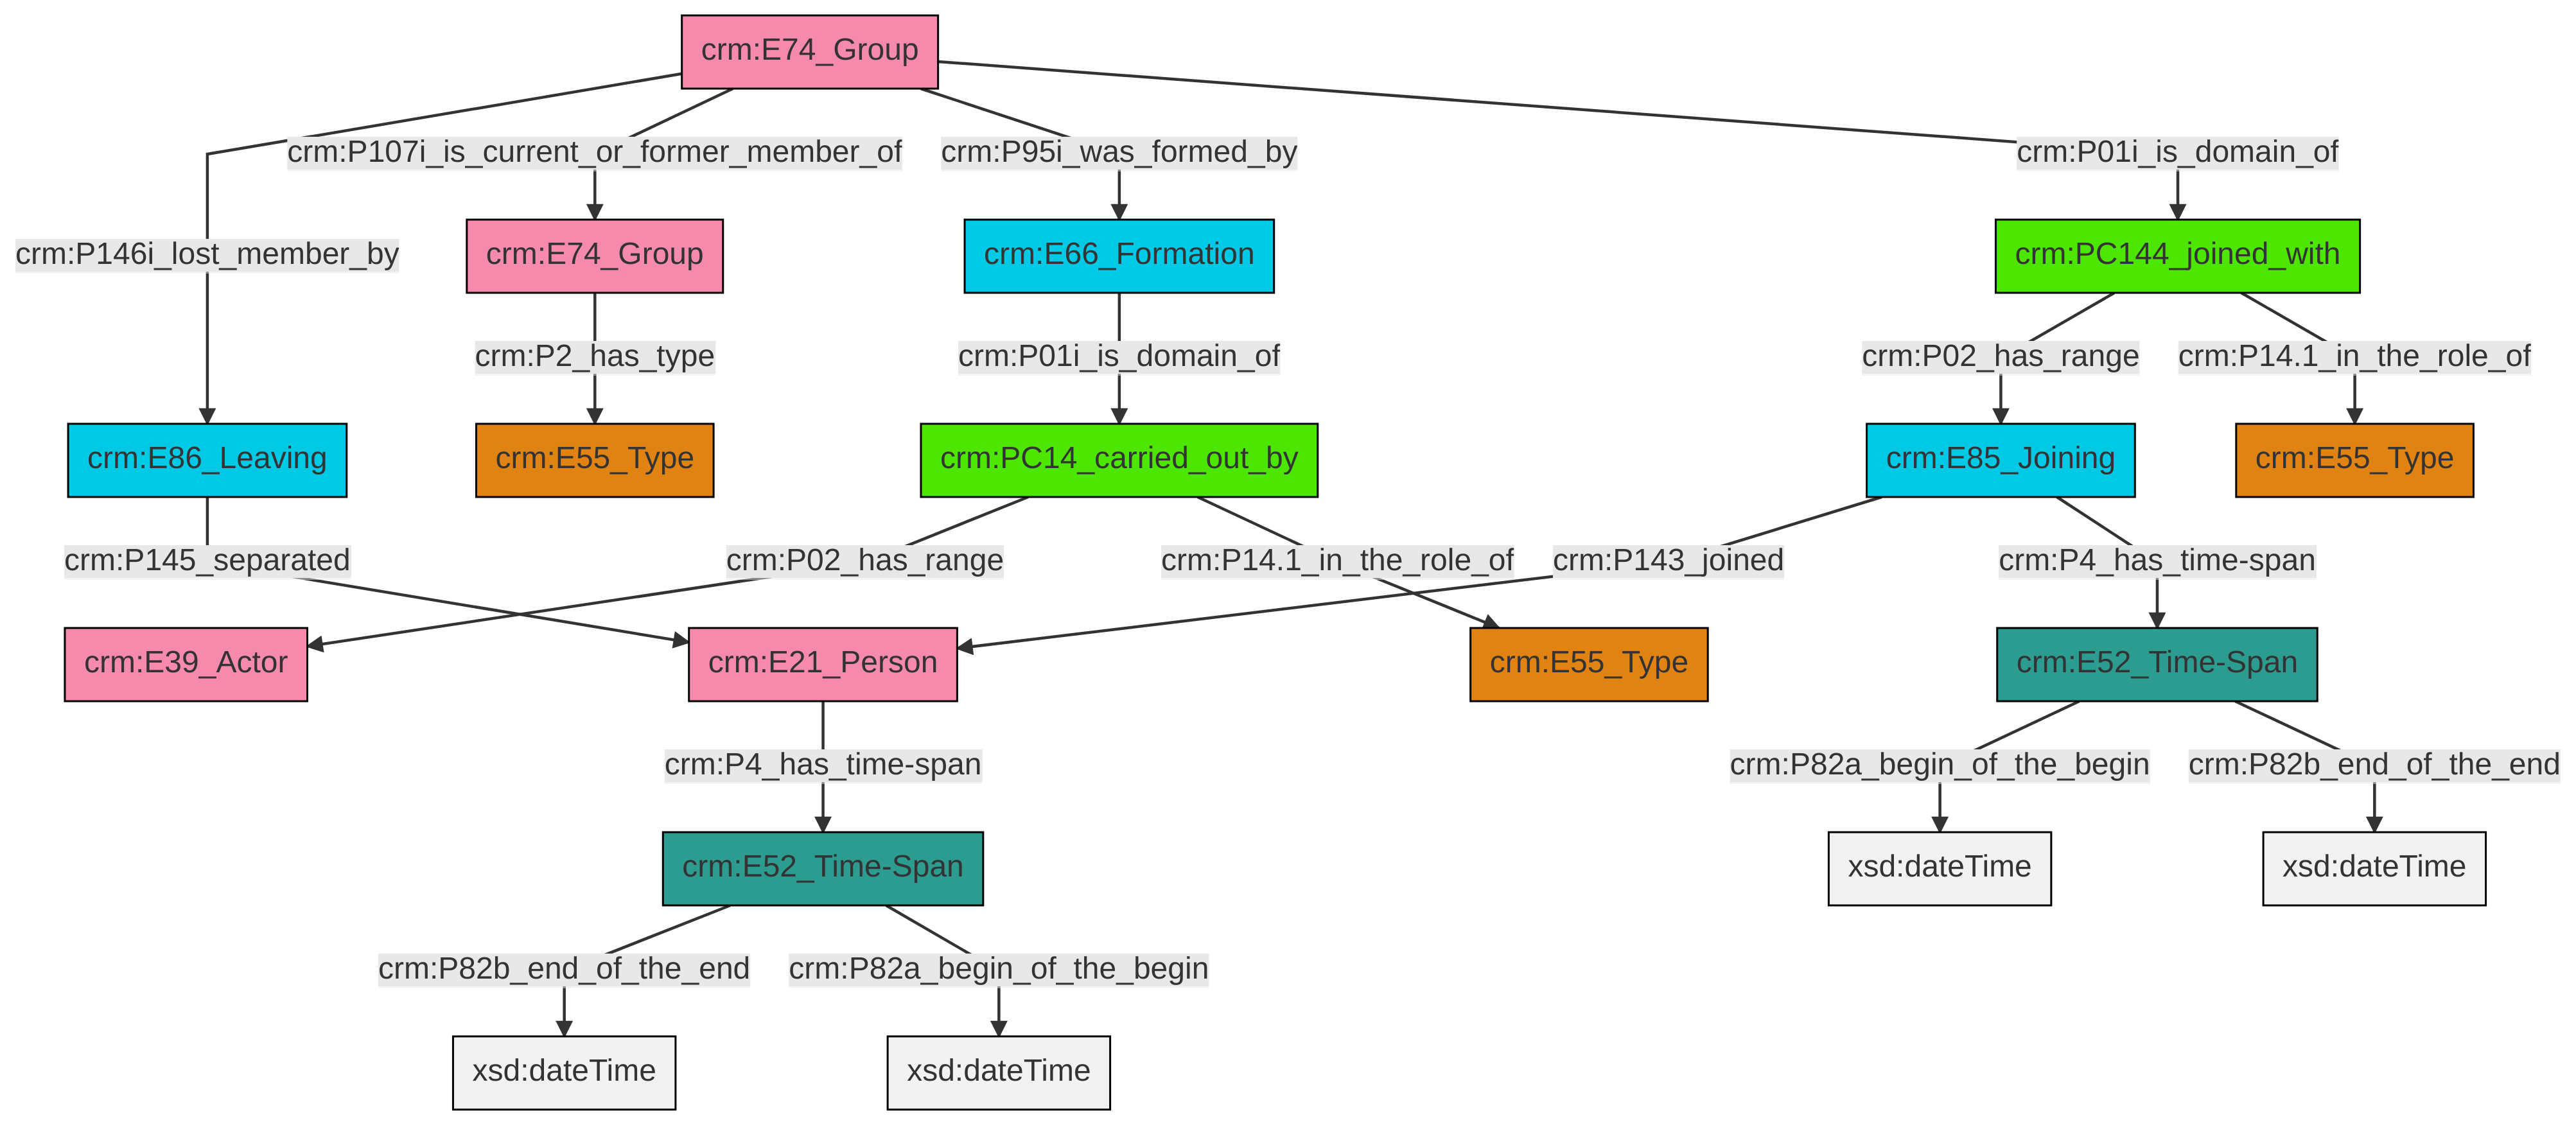 crm:E74_Group
crm:P107i_is_current_or_former_member_of
crm:P95i_was_formed_by
crm:P01i_is_domain_of
crm:P146i_lost_member_by
crm:E74_Group
crm:E66_Formation
crm:PC144_joined_with
crm:P2_has_type
crm:P01i_is_domain_of
crm:P02_has_range
crm:P14.1_in_the_role_of
crm:E86_Leaving
crm:E55_Type
crm:PC14_carried_out_by
crm:E85_Joining
crm:E55_Type
crm:P145_separated
crm:P02_has_range
crm:P14.1_in_the_role_of
crm:P143_joined
crm:P4_has_time-span
crm:E39_Actor
crm:E21_Person
crm:E55_Type
crm:E52_Time-Span
crm:P4_has_time-span
crm:P82a_begin_of_the_begin
crm:P82b_end_of_the_end
crm:E52_Time-Span
xsd:dateTime
xsd:dateTime
crm:P82b_end_of_the_end
crm:P82a_begin_of_the_begin
xsd:dateTime
xsd:dateTime